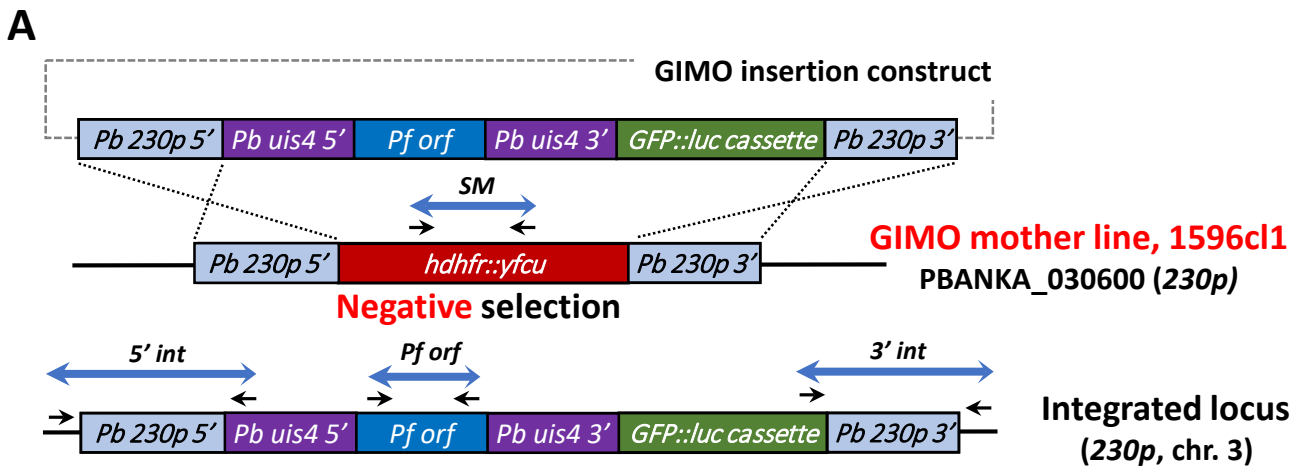 A
GIMO insertion construct
Pb 230p 5’ Pb uis4 5’ Pf orf Pb uis4 3’ GFP::luc cassette Pb 230p 3’
SM
Pb 230p 5’ hdhfr::yfcu Pb 230p 3’
GIMO mother line, 1596cl1
PBANKA_030600 (230p)
Negative selection
5’ int Pf orf 3’ int
Pb 230p 5’ Pb uis4 5’ Pf orf Pb uis4 3’ GFP::luc cassette Pb 230p 3’
Integrated locus
(230p, chr. 3)